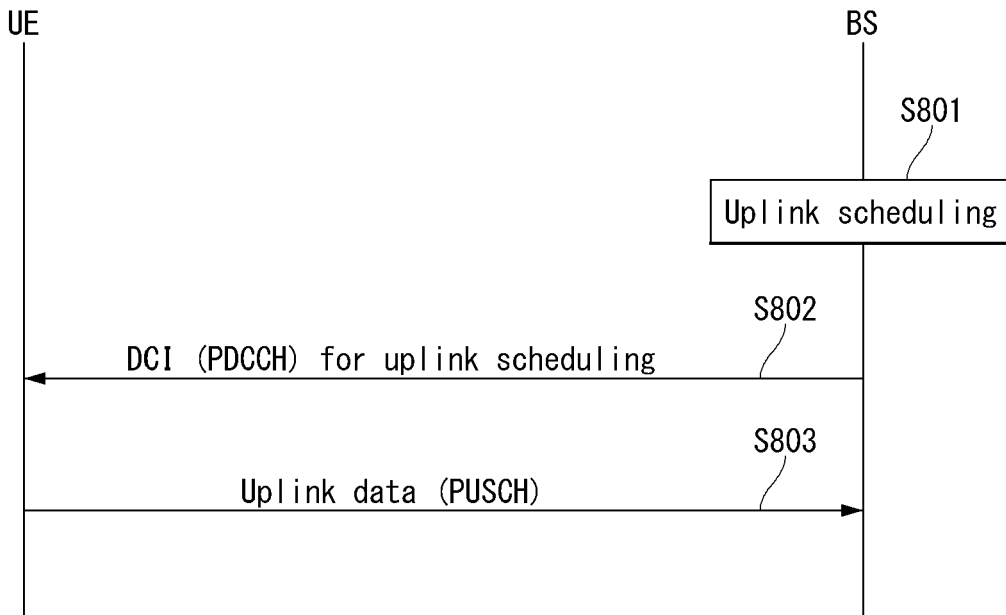 UE
BS
S801
Uplink scheduling
S802
DCI (PDCCH) for uplink scheduling
S803
Uplink data (PUSCH)